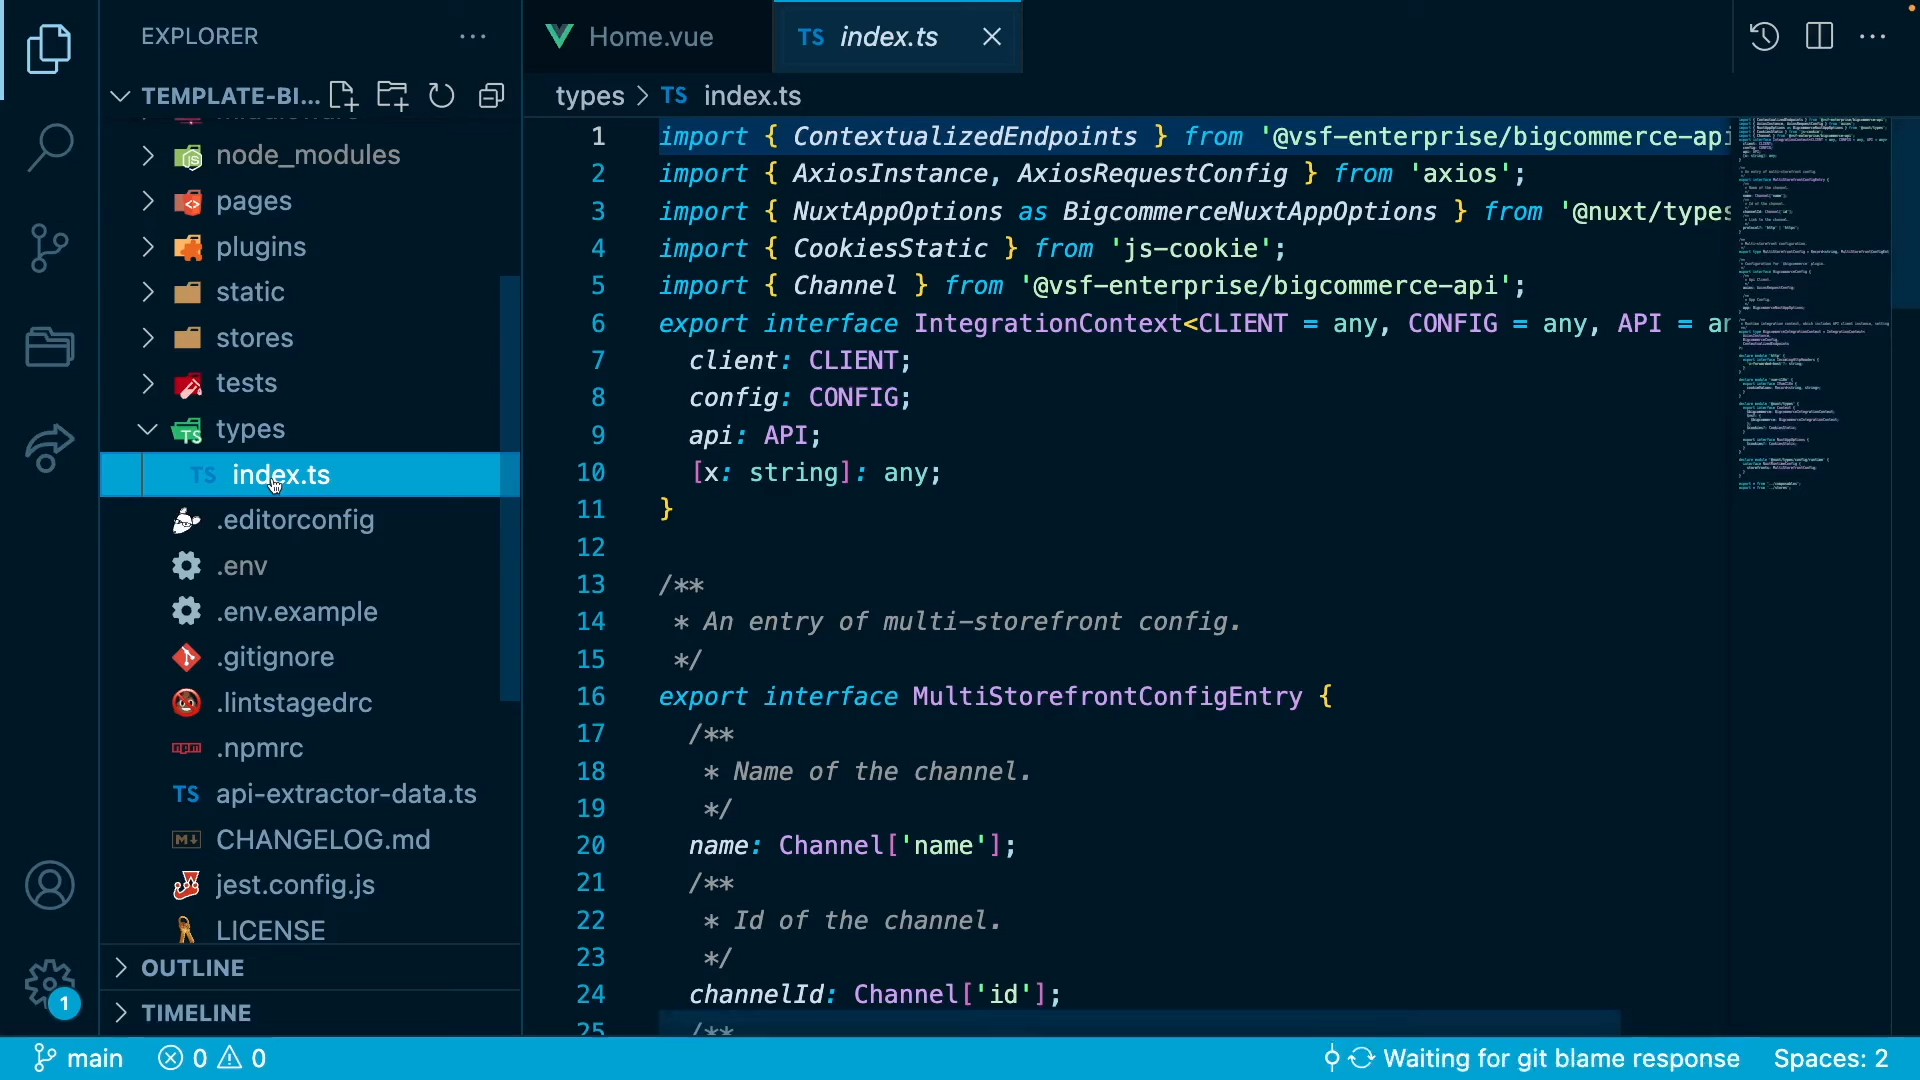 EXPLORER
TEMPLATE-BI...
node_modules
pages
plugins
static
stores
tests
types
TS index.ts
.editorconfig
.env
.env.example
.gitignore
.lintstagedrc
.npmrc
TS api-extractor-data.ts
CHANGELOG.md
jest.config.js
LICENSE
OUTLINE
TIMELINE
1
Home.vue
TS index.ts
types > TS index.ts
1 import { ContextualizedEndpoints } from '@vsf-enterprise/bigcommerce-api
2 import { AxiosInstance, AxiosRequestConfig } from 'axios';
3 import { NuxtAppOptions as BigcommerceNuxtAppOptions } from '@nuxt/types
4 import { CookiesStatic } from 'js-cookie';
5 import { Channel } from '@vsf-enterprise/bigcommerce-api';
6 export interface IntegrationContext<CLIENT = any, CONFIG = any, API = an
7 client: CLIENT;
8 config: CONFIG;
9 api: API;
10 [x: string]: any;
11 }
12
13 /**
14 * An entry of multi-storefront config.
15 */
16 export interface MultiStorefrontConfigEntry {
17 /**
18 * Name of the channel.
19 */
20 name: Channel['name'];
21 /**
22 * Id of the channel.
23 */
24 channelId: Channel['id'];
25 /**
main 0 0
Waiting for git blame response Spaces: 2